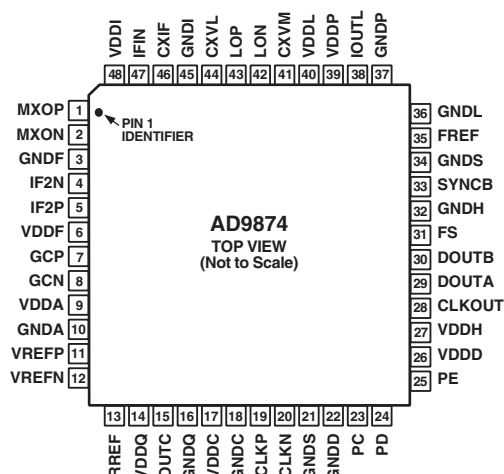 VDDI IFIN CXIF GNDI CXVL LOP LON CXVM VDDL VDDP IOUTL GNDP
48 47 46 45 44 43 42 41 40 39 38 37
MXOP 1
MXON 2
GNDF 3
IF2N 4
IF2P 5
VDDF 6
GCP 7
GCN 8
VDDA 9
GNDA 10
VREFP 11
VREFN 12
PIN 1
IDENTIFIER
AD9874
TOP VIEW
(Not to Scale)
36 GNDL
35 FREF
34 GNDS
33 SYNCB
32 GNDH
31 FS
30 DOUTB
29 DOUTA
28 CLKOUT
27 VDDH
26 VDDD
25 PE
13 14 15 16 17 18 19 20 21 22 23 24
RREF VDDQ OUTC GNDQ VDDC GNDC CLKP CLKN GNDS GNDD PC PD